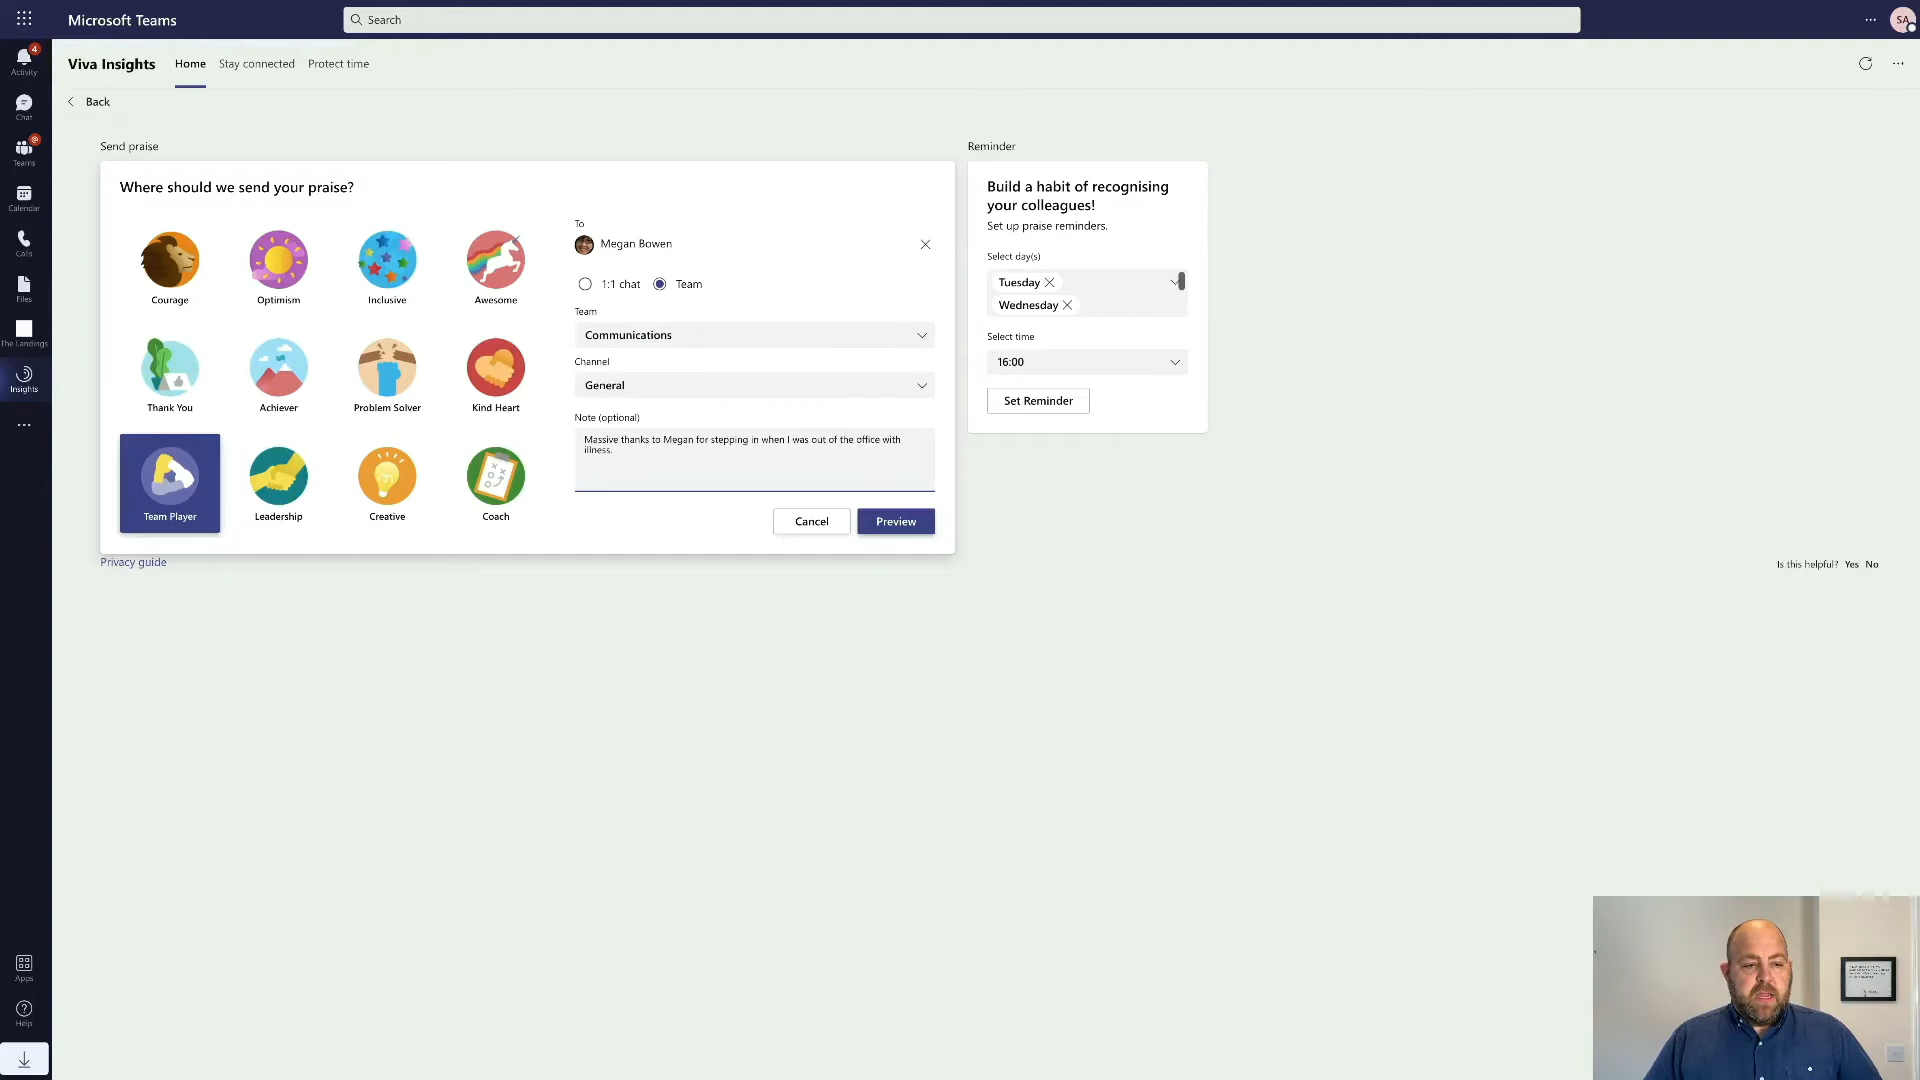 Microsoft Teams
Search
SA
4
Activity
Chat
@
Teams
Calendar
Calls
Files
The Landings
Insights
Apps
Help
Viva Insights
Home
Stay connected
Protect time
Back
Send praise
Where should we send your praise?
Courage
Optimism
Inclusive
Awesome
Thank You
Achiever
Problem Solver
Kind Heart
Team Player
Leadership
Creative
Coach
To
Megan Bowen
1:1 chat
Team
Team
Communications
Channel
General
Note (optional)
Massive thanks to Megan for stepping in when I was out of the office with
illness.
Cancel
Preview
Privacy guide
Reminder
Build a habit of recognising
your colleagues!
Set up praise reminders.
Select day(s)
Tuesday
Wednesday
Select time
16:00
Set Reminder
Is this helpful? Yes No